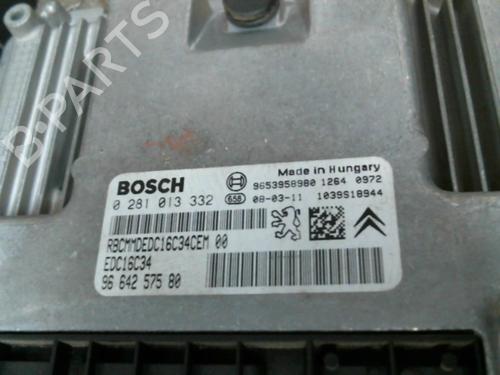 B-PARTS
Made in Hungary
BOSCH
9653958980 1264 0972
0 281 013 332 658 08-03-11 1039S18944
RBCMMDEDC16C34CEM 00
EDC16C34
96 642 575 80